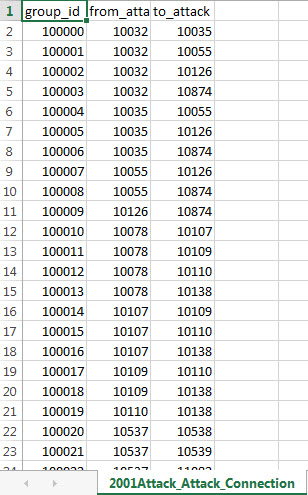 1 group_id from_atta to_attack
2 100000 10032 10035
3 100001 10032 10055
4 100002 10032 10126
5 100003 10032 10874
6 100004 10035 10055
7 100005 10035 10126
8 100006 10035 10874
9 100007 10055 10126
10 100008 10055 10874
11 100009 10126 10874
12 100010 10078 10107
13 100011 10078 10109
14 100012 10078 10110
15 100013 10078 10138
16 100014 10107 10109
17 100015 10107 10110
18 100016 10107 10138
19 100017 10109 10110
20 100018 10109 10138
21 100019 10110 10138
22 100020 10537 10538
23 100021 10537 10539
2001Attack_Attack_Connection